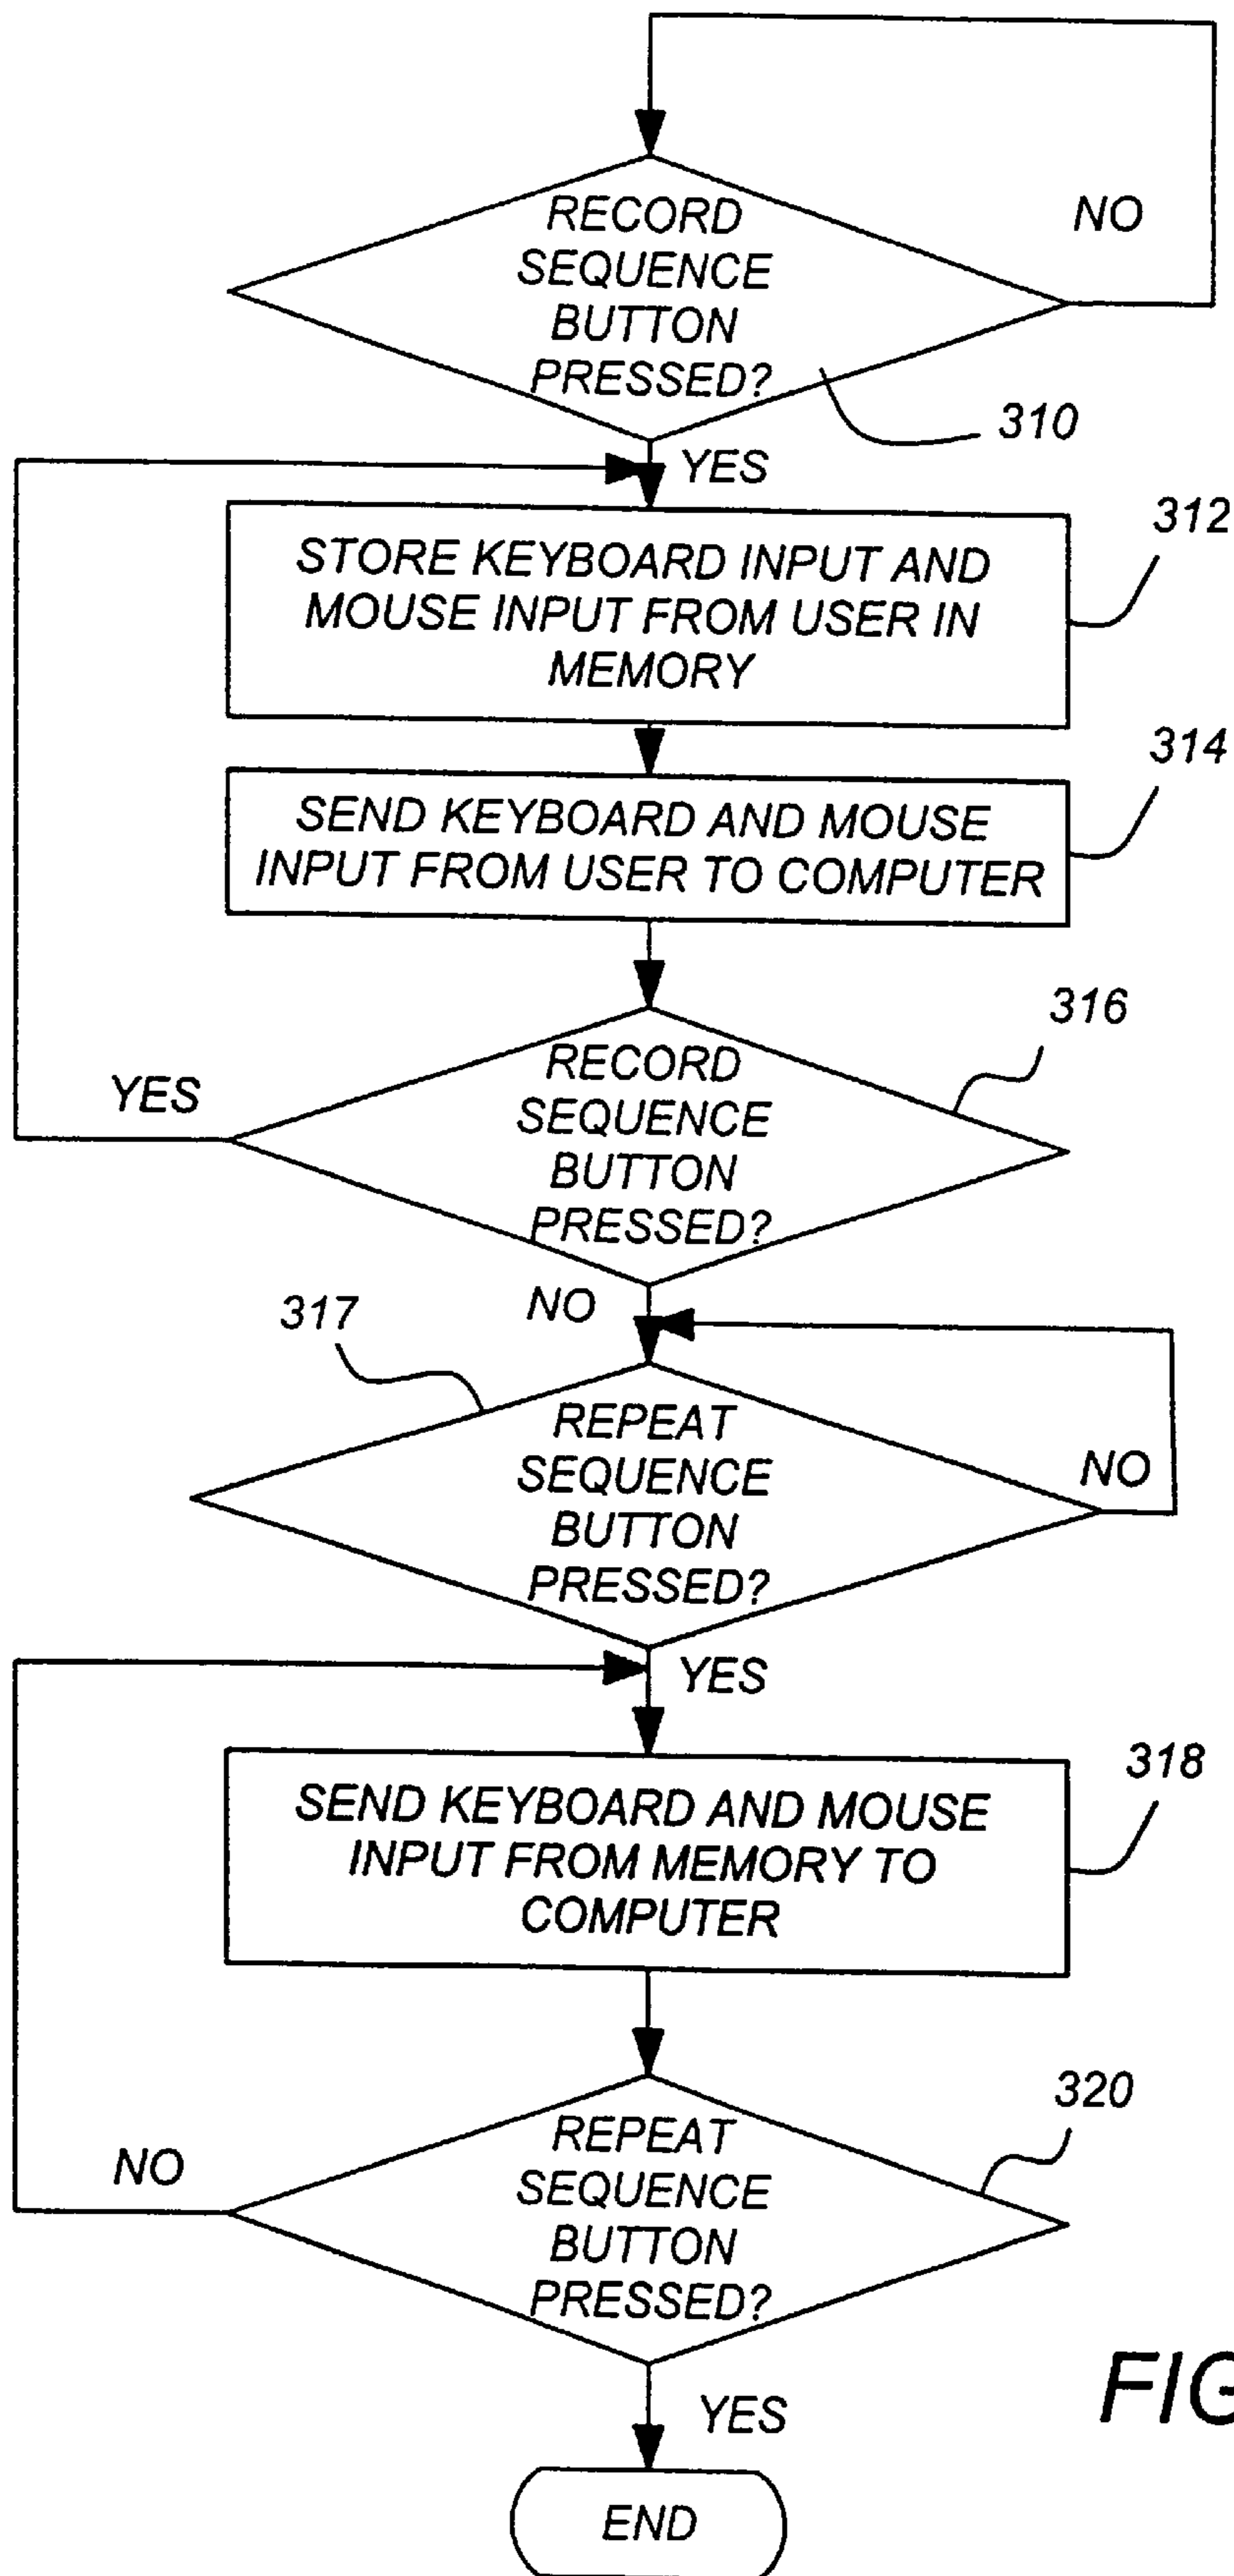 RECORD
SEQUENCE
BUTTON
PRESSED?
NO
310
YES
312
STORE KEYBOARD INPUT AND
MOUSE INPUT FROM USER IN
MEMORY
314
SEND KEYBOARD AND MOUSE
INPUT FROM USER TO COMPUTER
316
RECORD
SEQUENCE
BUTTON
PRESSED?
YES
NO
317
REPEAT
SEQUENCE
BUTTON
PRESSED?
NO
YES
318
SEND KEYBOARD AND MOUSE
INPUT FROM MEMORY TO
COMPUTER
320
REPEAT
SEQUENCE
BUTTON
PRESSED?
NO
YES
END